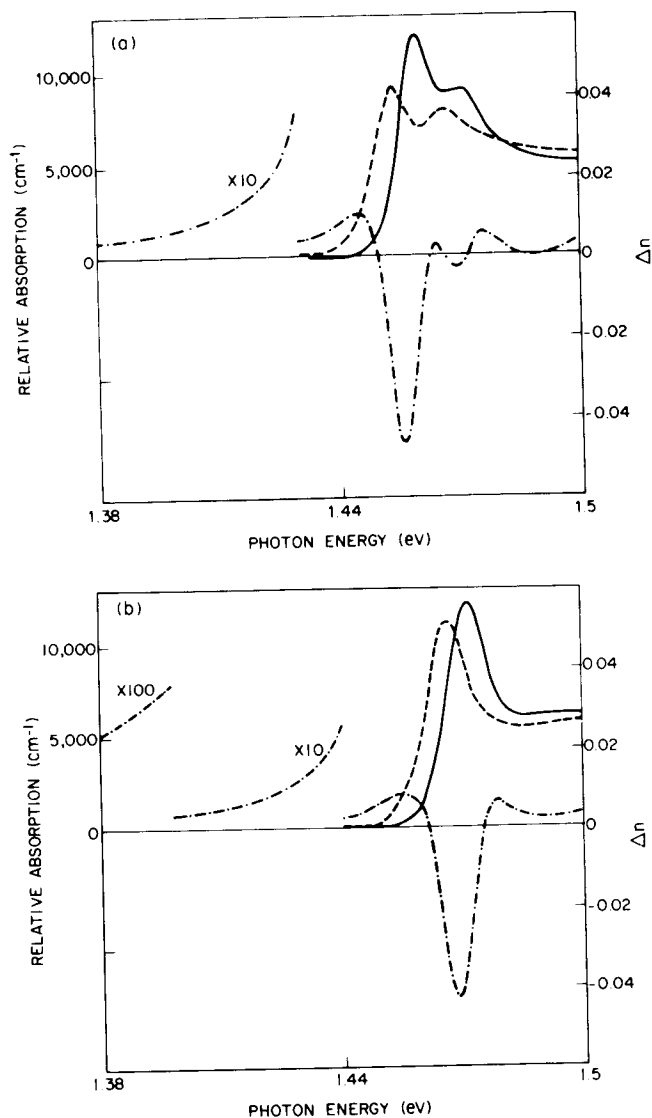 (a)
10,000
5,000
0
RELATIVE ABSORPTION (cm⁻¹)
X10
0.04
0.02
0
-0.02
-0.04
Δn
1.38
1.44
1.5
PHOTON ENERGY (eV)
(b)
10,000
5,000
0
RELATIVE ABSORPTION (cm⁻¹)
X100
X10
0.04
0.02
0
-0.02
-0.04
Δn
1.38
1.44
1.5
PHOTON ENERGY (eV)